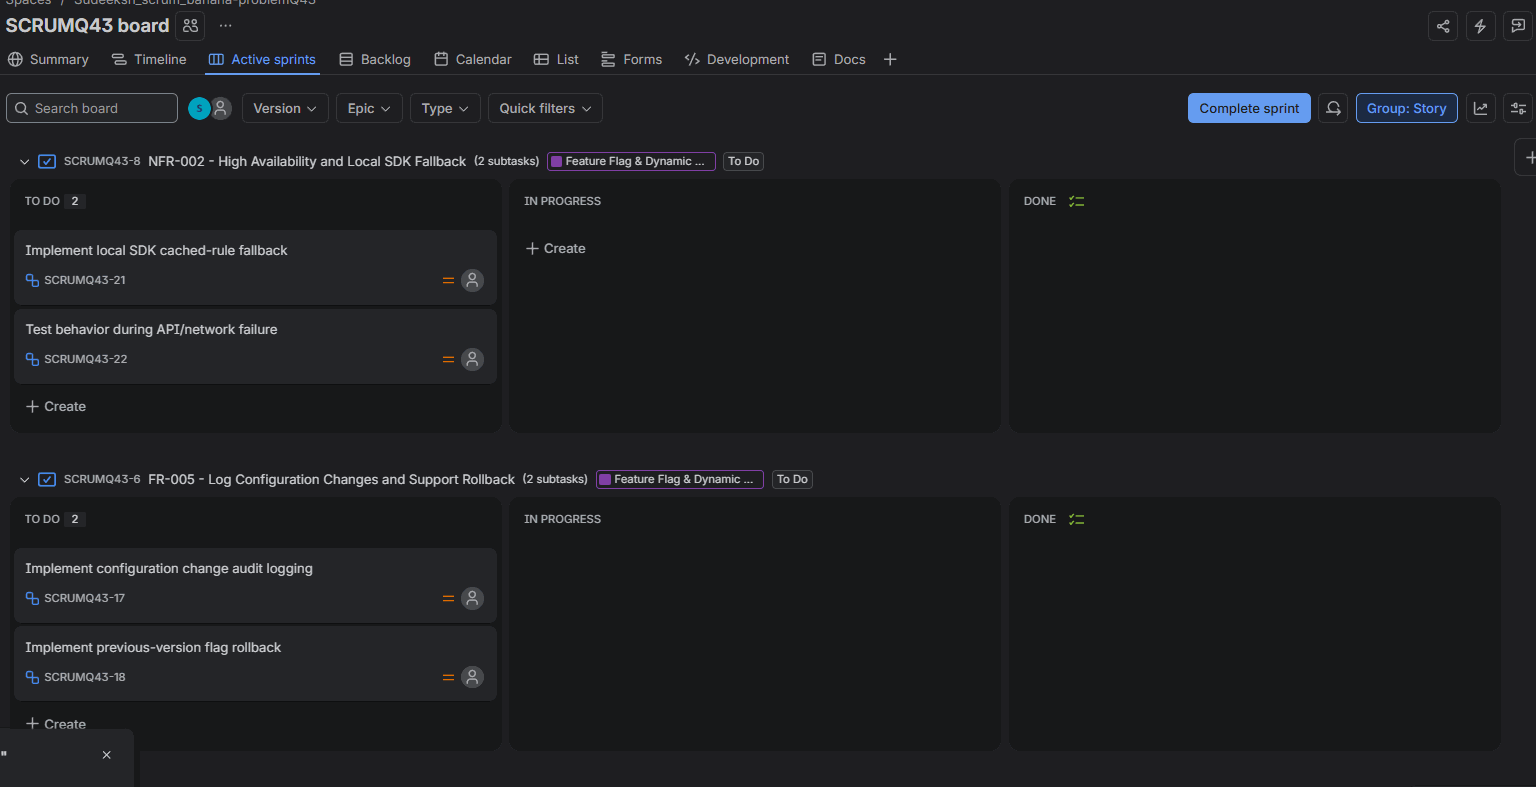 Spaces / Sudeeksh_scrum_banana-problemQ43
SCRUMQ43 board
Summary Timeline Active sprints Backlog Calendar List Forms Development Docs
Search board S Version Epic Type Quick filters Complete sprint Group: Story
SCRUMQ43-8 NFR-002 - High Availability and Local SDK Fallback (2 subtasks) Feature Flag & Dynamic ... To Do
TO DO 2 IN PROGRESS DONE
Implement local SDK cached-rule fallback
+ Create
SCRUMQ43-21
Test behavior during API/network failure
SCRUMQ43-22
+ Create
SCRUMQ43-6 FR-005 - Log Configuration Changes and Support Rollback (2 subtasks) Feature Flag & Dynamic ... To Do
TO DO 2 IN PROGRESS DONE
Implement configuration change audit logging
SCRUMQ43-17
Implement previous-version flag rollback
SCRUMQ43-18
+ Create
"